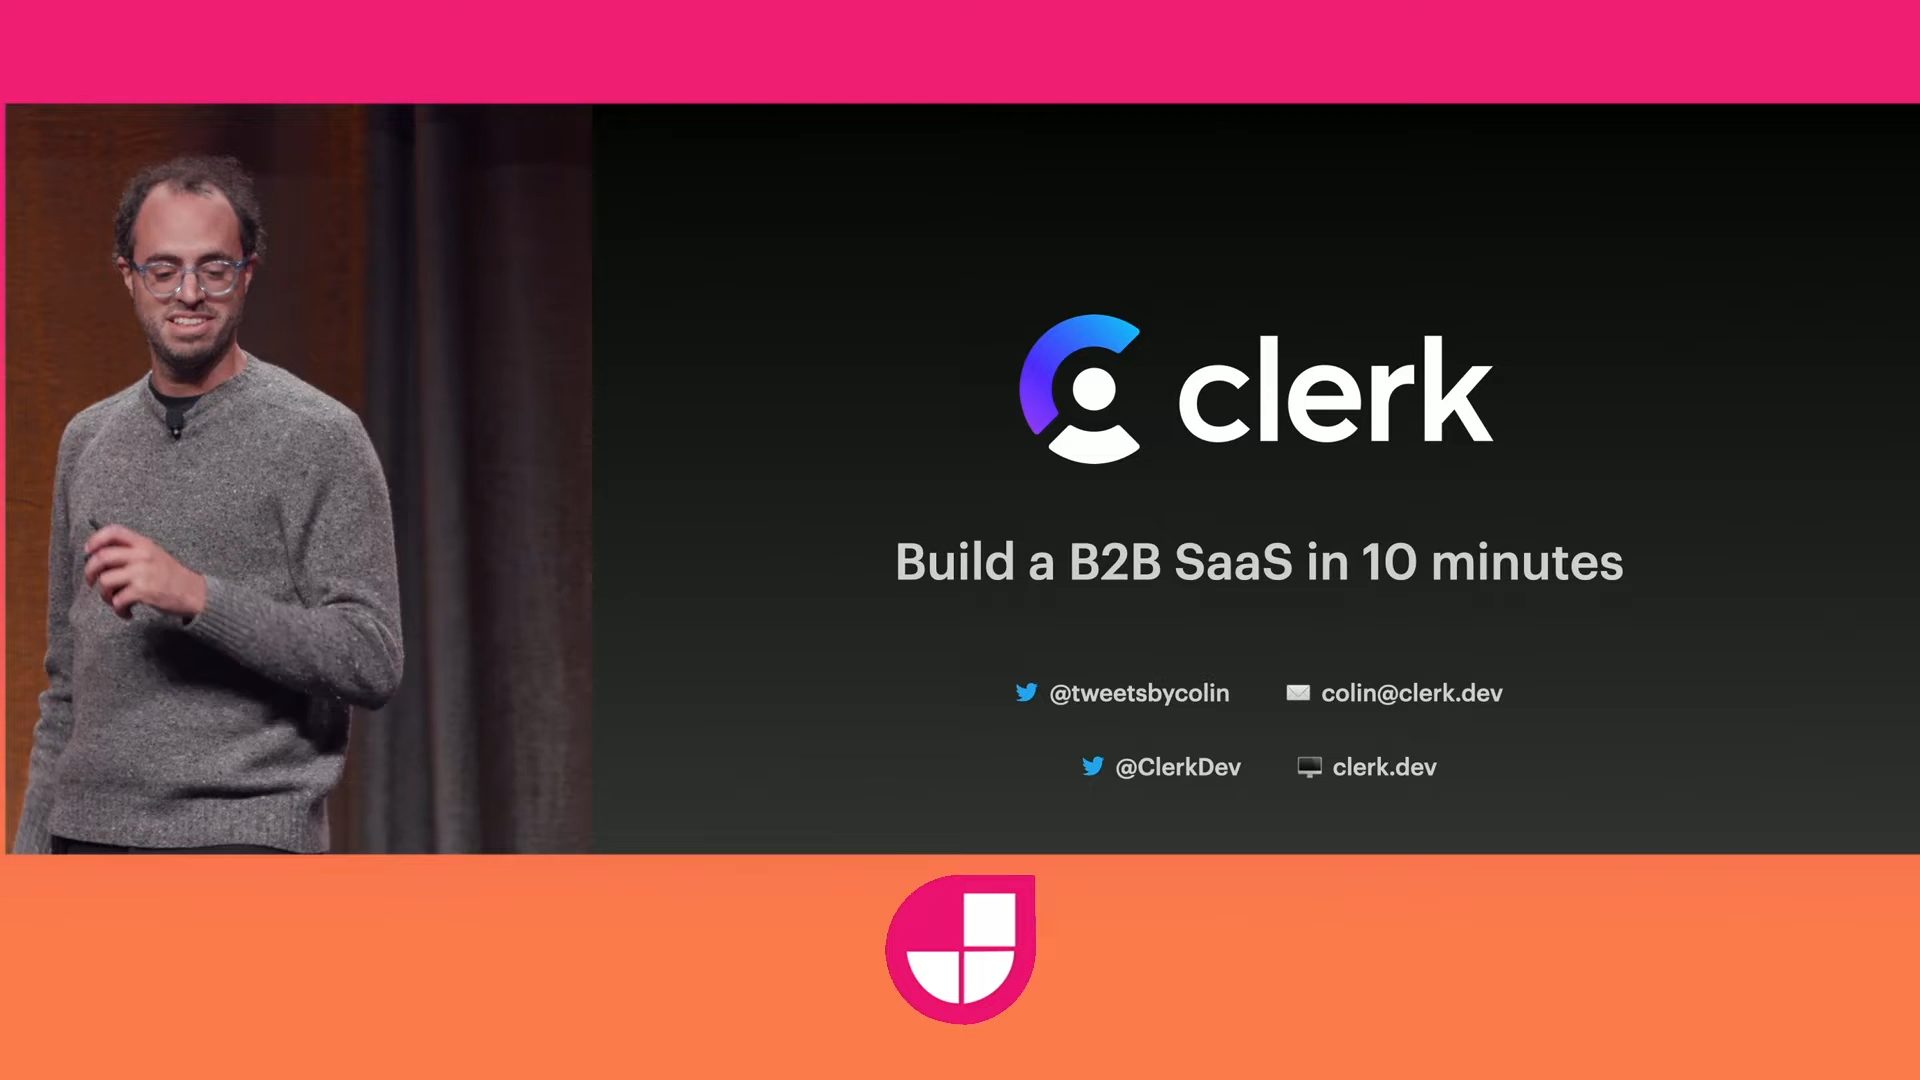 clerk
Build a B2B SaaS in 10 minutes
@tweetsbycolin colin@clerk.dev
@ClerkDev clerk.dev